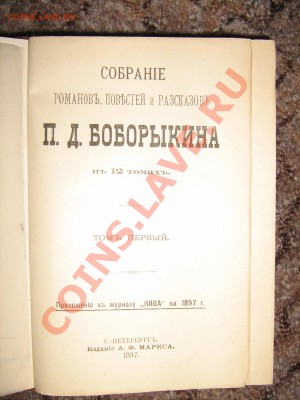 СОБРАНІЕ
РОМАНОВЪ, ПОВѢСТЕЙ и РАЗСКАЗОВЪ
П. Д. БОБОРЫКИНА
въ 12 томахъ.
ТОМЪ ПЕРВЫЙ.
Приложеніе къ журналу „НИВА" на 1897 г.
С.-ПЕТЕРБУРГЪ.
Изданіе А. Ф. МАРКСА.
1897.
COINS.LAVE.RU